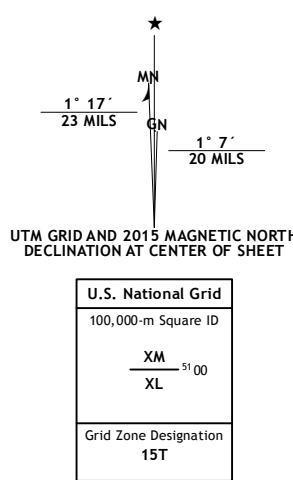 MN
1° 17´
23 MILS
GN
1° 7´
20 MILS
UTM GRID AND 2015 MAGNETIC NORTH
DECLINATION AT CENTER OF SHEET
U.S. National Grid
100,000-m Square ID
XM
51 00
XL
Grid Zone Designation
15T